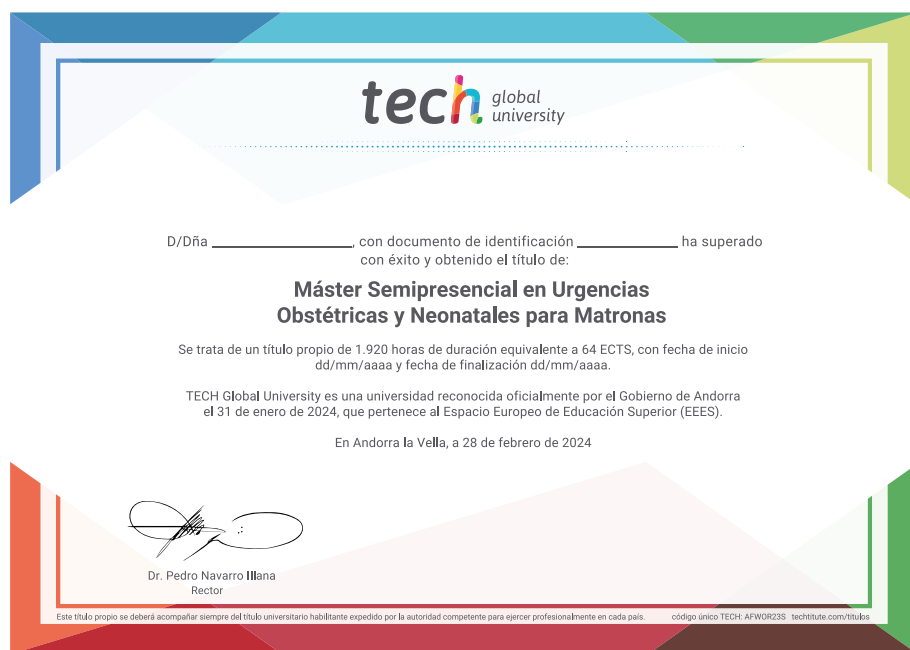 tech global university
D/Dña ____________________, con documento de identificación ______________ ha superado
con éxito y obtenido el título de:
Máster Semipresencial en Urgencias
Obstétricas y Neonatales para Matronas
Se trata de un título propio de 1.920 horas de duración equivalente a 64 ECTS, con fecha de inicio
dd/mm/aaaa y fecha de finalización dd/mm/aaaa.
TECH Global University es una universidad reconocida oficialmente por el Gobierno de Andorra
el 31 de enero de 2024, que pertenece al Espacio Europeo de Educación Superior (EEES).
En Andorra la Vella, a 28 de febrero de 2024
Dr. Pedro Navarro Illana
Rector
Este título propio se deberá acompañar siempre del título universitario habilitante expedido por la autoridad competente para ejercer profesionalmente en cada país. código único TECH: AFWOR23S techtitute.com/titulos